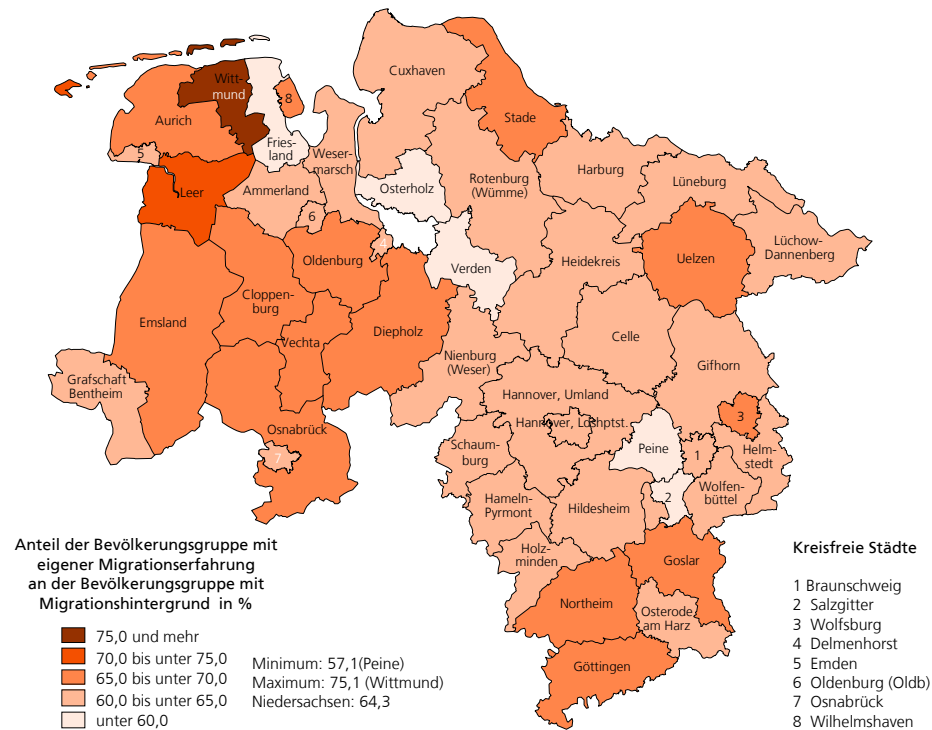 Cuxhaven
Witt-
mund
8
Stade
Aurich
Fries-
land
5
Weser-
marsch
Harburg
Rotenburg
(Wümme)
Lüneburg
Leer
Ammerland
Osterholz
6
Lüchow-
Dannenberg
4
Oldenburg
Heidekreis
Uelzen
Verden
Cloppen-
burg
Emsland
Diepholz
Celle
Vechta
Nienburg
(Weser)
Gifhorn
Grafschaft
Bentheim
Hannover, Umland
3
Hannover, Ldshptst.
Osnabrück
Schaum-
burg
Peine
1
Helm-
stedt
7
Wolfen-
büttel
2
Hameln-
Pyrmont
Hildesheim
Holz-
minden
Goslar
Northeim
Osterode
am Harz
Göttingen
Anteil der Bevölkerungsgruppe mit
eigener Migrationserfahrung
an der Bevölkerungsgruppe mit
Migrationshintergrund in %
75,0 und mehr
70,0 bis unter 75,0
65,0 bis unter 70,0
60,0 bis unter 65,0
unter 60,0
Minimum: 57,1(Peine)
Maximum: 75,1 (Wittmund)
Niedersachsen: 64,3
Kreisfreie Städte
1 Braunschweig
2 Salzgitter
3 Wolfsburg
4 Delmenhorst
5 Emden
6 Oldenburg (Oldb)
7 Osnabrück
8 Wilhelmshaven